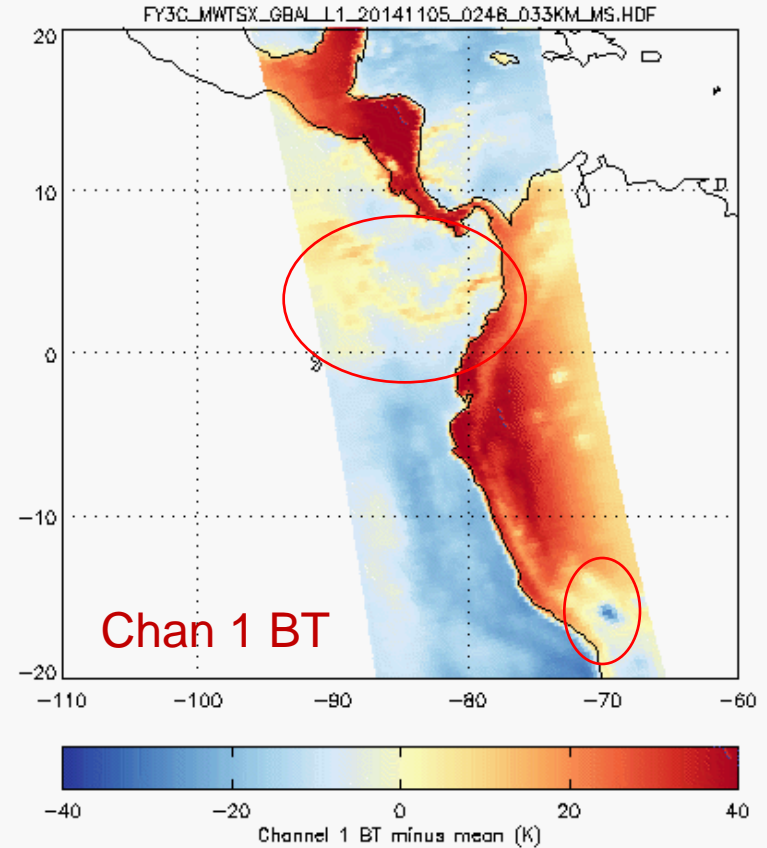 FY3C_MWTSX_GBAL_L1_20141105_0246_033KM_MS.HDF
20
10
0
−10
−20
Chan 1 BT
−110 −100 −90 −80 −70 −60
−40 −20 0 20 40
Channel 1 BT minus mean (K)